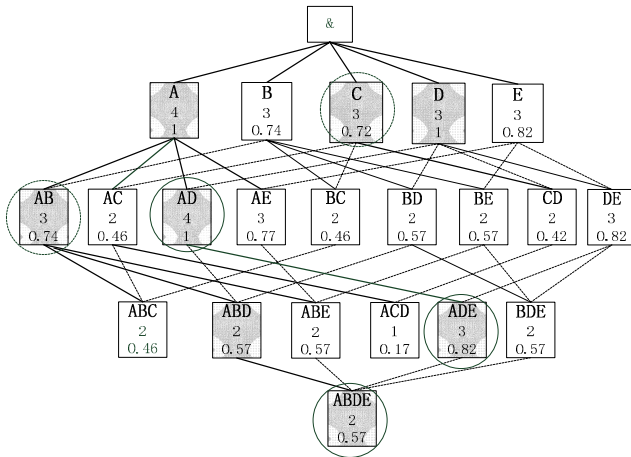 &
A B C D E
4 3 3 3 3
1 0.74 0.72 1 0.82
AB AC AD AE BC BD BE CD DE
3 2 4 3 2 2 2 2 3
0.74 0.46 1 0.77 0.46 0.57 0.57 0.42 0.82
ABC ABD ABE ACD ADE BDE
2 2 2 1 3 2
0.46 0.57 0.57 0.17 0.82 0.57
ABDE
2
0.57